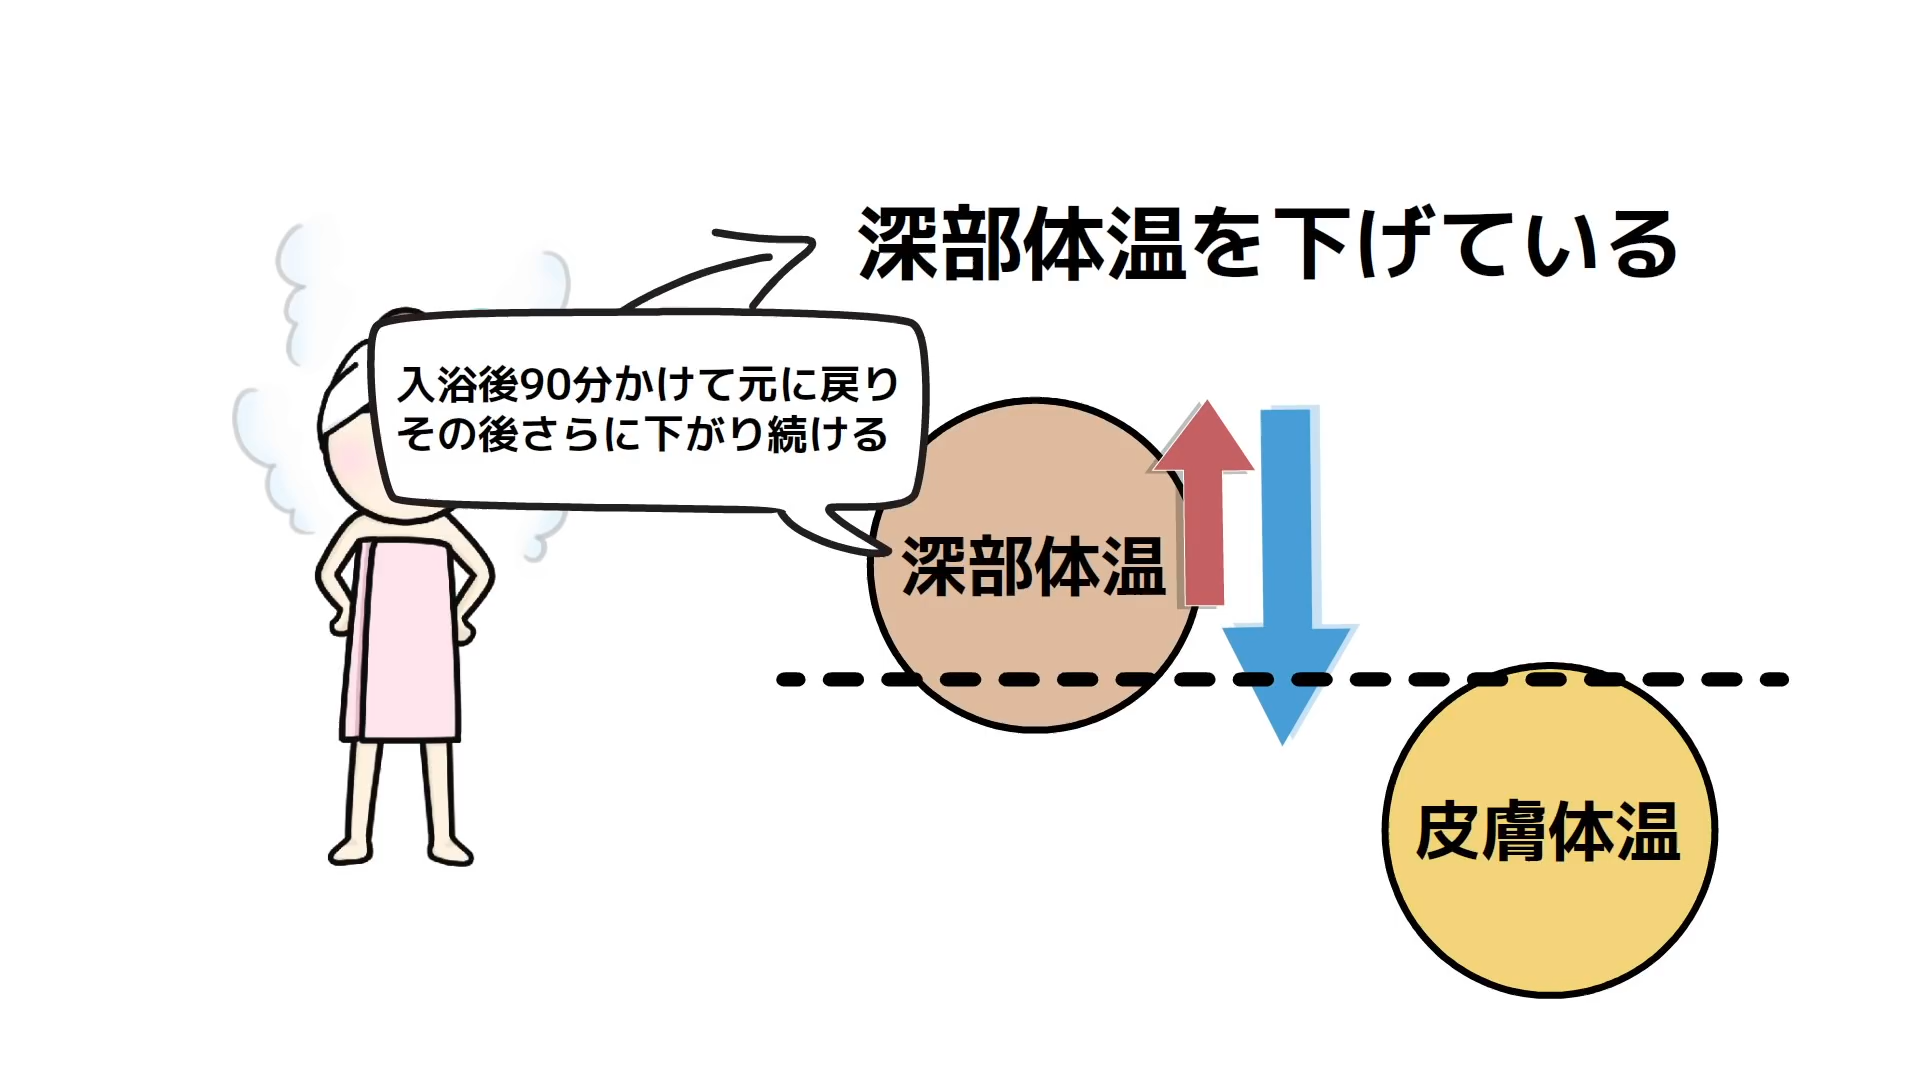 深部体温を下げている
入浴後90分かけて元に戻り
その後さらに下がり続ける
深部体温
皮膚体温